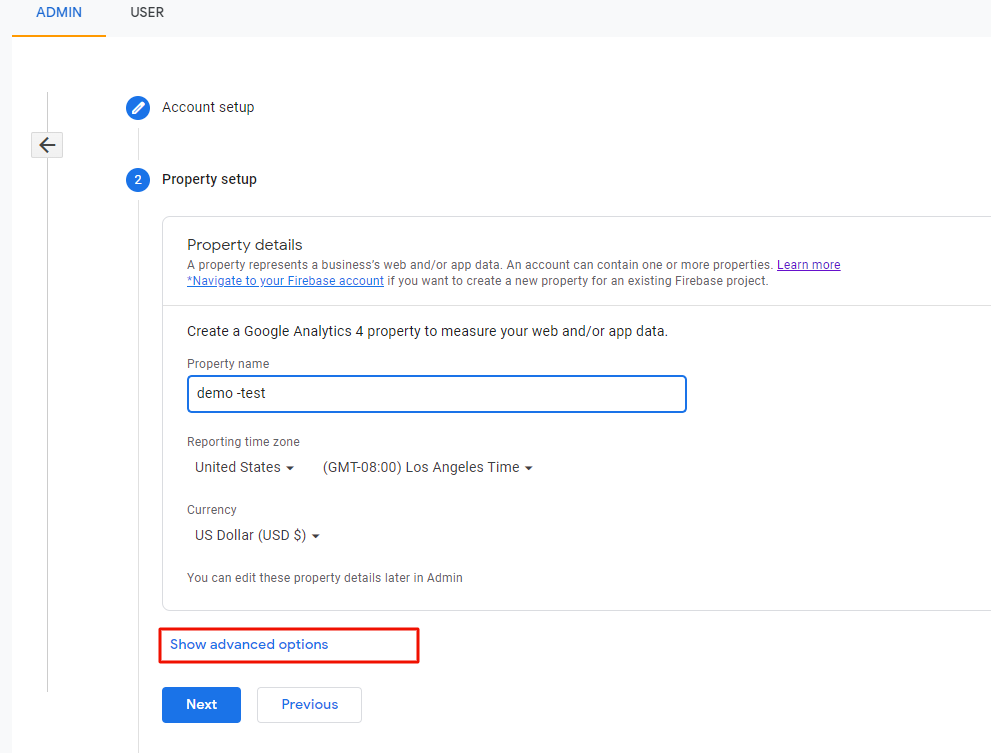 ADMIN USER
Account setup
2 Property setup
Property details
A property represents a business's web and/or app data. An account can contain one or more properties. Learn more
*Navigate to your Firebase account if you want to create a new property for an existing Firebase project.
Create a Google Analytics 4 property to measure your web and/or app data.
Property name
demo -test
Reporting time zone
United States (GMT-08:00) Los Angeles Time
Currency
US Dollar (USD $)
You can edit these property details later in Admin
Show advanced options
Next Previous